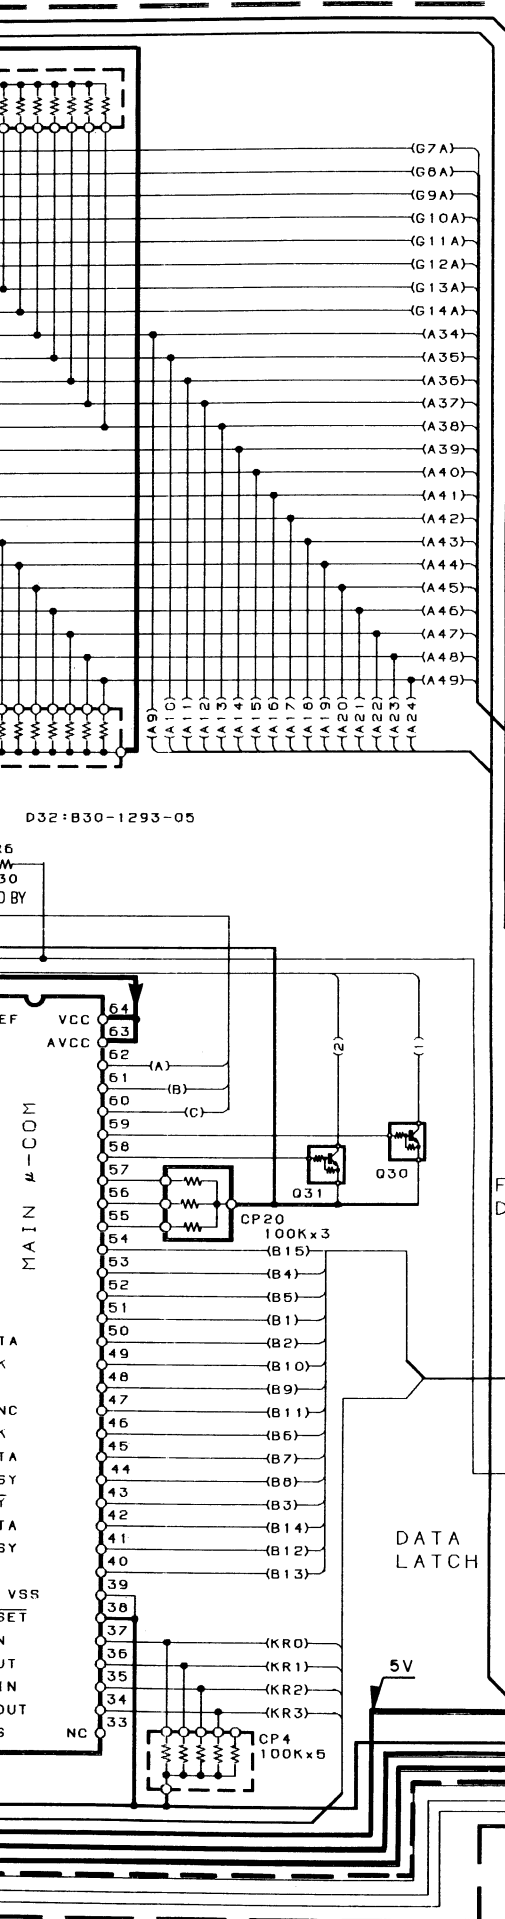 (G7A)
(G8A)
(G9A)
(G10A)
(G11A)
(G12A)
(G13A)
(G14A)
(A34)
(A35)
(A36)
(A37)
(A38)
(A39)
(A40)
(A41)
(A42)
(A43)
(A44)
(A45)
(A46)
(A47)
(A48)
(A49)
(A9)
(A10)
(A11)
(A12)
(A13)
(A14)
(A15)
(A16)
(A17)
(A18)
(A19)
(A20)
(A21)
(A22)
(A23)
(A24)
D32:B30-1293-05
R6
30
D BY
EF VCC 64
AVCC 63
62 (A)
61 (B)
60 (C)
59
58
57
56
55
(2)
(1)
Q31
Q30
MAIN μ-COM
CP20
100Kx3
54 (B15)
53 (B4)
52 (B5)
51 (B1)
TA 50 (B2)
K 49 (B10)
48 (B9)
NC 47 (B11)
K 46 (B6)
TA 45 (B7)
SY 44 (B8)
Y 43 (B3)
TA 42 (B14)
SY 41 (B12)
40 (B13)
VSS 39
SET 38
N 37 (KR0)
UT 36 (KR1)
IN 35 (KR2)
OUT 34 (KR3)
S NC 33
F
D
DATA
LATCH
5V
CP4
100Kx5